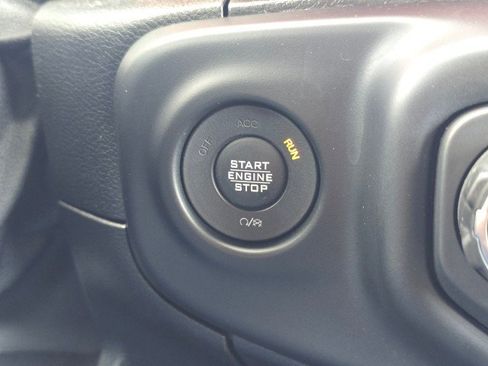 OFF ACC RUN
START
ENGINE
STOP